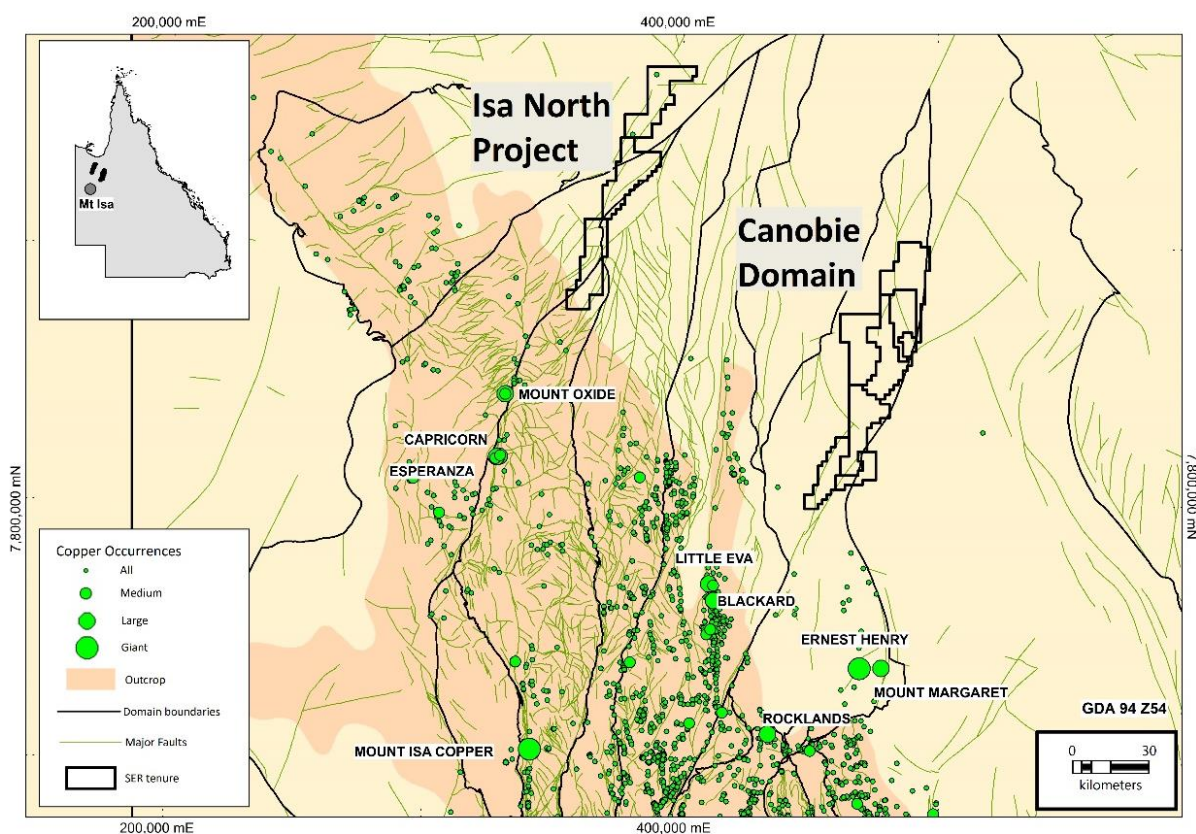 200,000 mE
400,000 mE
Isa North
Project
Mt Isa
Canobie
Domain
MOUNT OXIDE
CAPRICORN
ESPERANZA
7,800,000 mN
7,800,000 mN
Copper Occurrences
All
Medium
Large
Giant
Outcrop
Domain boundaries
Major Faults
SER tenure
LITTLE EVA
BLACKARD
ERNEST HENRY
MOUNT MARGARET
ROCKLANDS
MOUNT ISA COPPER
GDA 94 Z54
0 30
kilometers
200,000 mE
400,000 mE